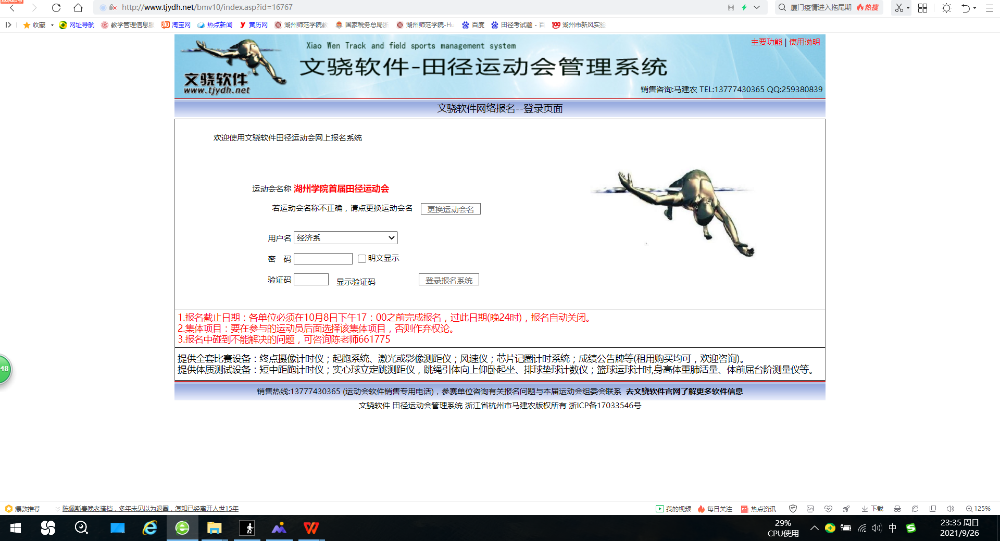 登录账号
http://www.tjydh.net/bmv10/index.asp?id=16767
厦门疫情进入拖尾期 热搜
收藏 网址导航 教学管理信息服 淘宝网 热点新闻 黄历网 湖州师范学院教 国家税务总局浙 湖州师范学院-Hu 百度 田径考试题 - 百 湖州市新风实验
主要功能 | 使用说明
Xiao Wen Track and field sports management system
文骁软件-田径运动会管理系统
文骁软件®
www.tjydh.net
销售咨询:马建农 TEL:13777430365 QQ:259380839
文骁软件网络报名--登录页面
欢迎使用文骁软件田径运动会网上报名系统
运动会名称 湖州学院首届田径运动会
若运动会名称不正确，请点更换运动会名 更换运动会名
用户名 经济系
密 码 明文显示
验证码 显示验证码 登录报名系统
1.报名截止日期：各单位必须在10月8日下午17：00之前完成报名，过此日期(晚24时)，报名自动关闭。
2.集体项目：要在参与的运动员后面选择该集体项目，否则作弃权论。
3.报名中碰到不能解决的问题，可咨询陈老师661775
提供全套比赛设备：终点摄像计时仪；起跑系统、激光或影像测距仪；风速仪；芯片记圈计时系统；成绩公告牌等(租用购买均可，欢迎咨询)。
提供体质测试设备：短中距跑计时仪；实心球立定跳测距仪，跳绳引体向上仰卧起坐、排球垫球计数仪；篮球运球计时,身高体重肺活量、体前屈台阶测量仪等。
48
销售热线:13777430365 (运动会软件销售专用电话)，参赛单位咨询有关报名问题与本届运动会组委会联系 去文骁软件官网了解更多软件信息
文骁软件 田径运动会管理系统 浙江省杭州市马建农版权所有 浙ICP备17033546号
爆款推荐 陈佩斯春晚老搭档，多年未见以为退圈，怎知已经离开人世15年
我的视频 每日关注 热点资讯 下载 125%
29%
CPU使用
中
23:35 周日
2021/9/26